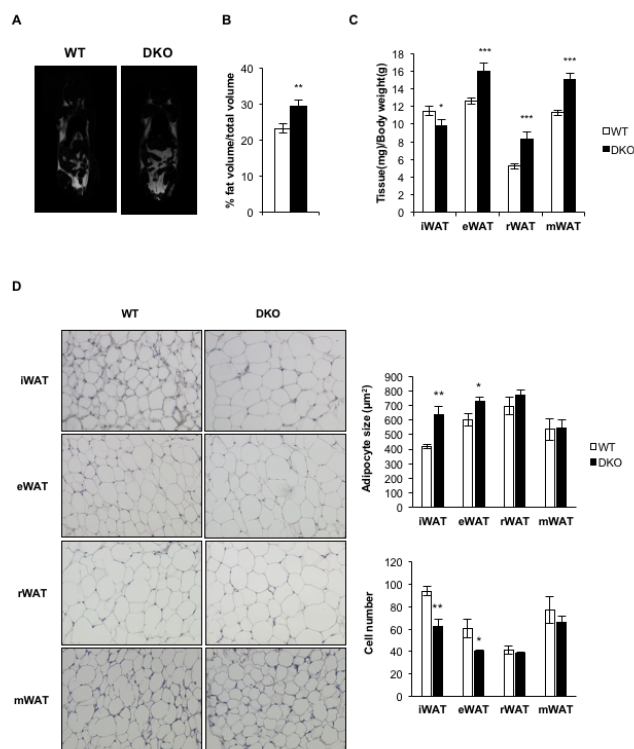 A
WT
DKO
B
% fat volume/total volume
40
30
20
10
0
**
C
Tissue(mg)/Body weight(g)
18
16
14
12
10
8
6
4
2
0
*
***
***
***
iWAT
eWAT
rWAT
mWAT
WT
DKO
D
WT
DKO
iWAT
eWAT
rWAT
mWAT
Adipocyte size (µm²)
900
800
700
600
500
400
300
200
100
0
**
*
iWAT
eWAT
rWAT
mWAT
WT
DKO
Cell number
120
100
80
60
40
20
0
**
*
iWAT
eWAT
rWAT
mWAT